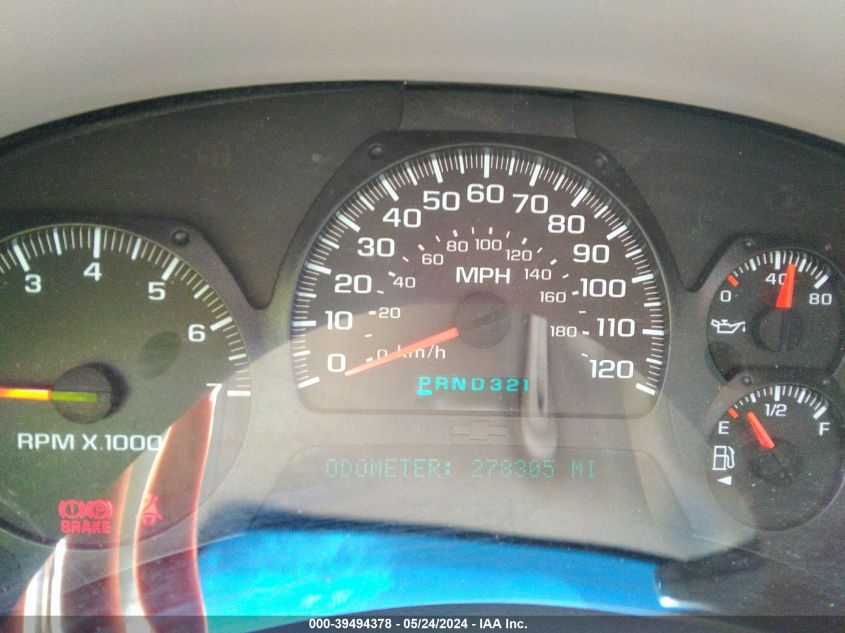 3 4 5 6 7
RPM X.1000
BRAKE
0 10 20 30 40 50 60 70 80 90 100 110 120
MPH
0 20 40 60 80 100 120 140 160 180
km/h
PRND321
ODOMETER: 278305 MI
0 40 80
E 1/2 F
000-39494378 - 05/24/2024 - IAA Inc.